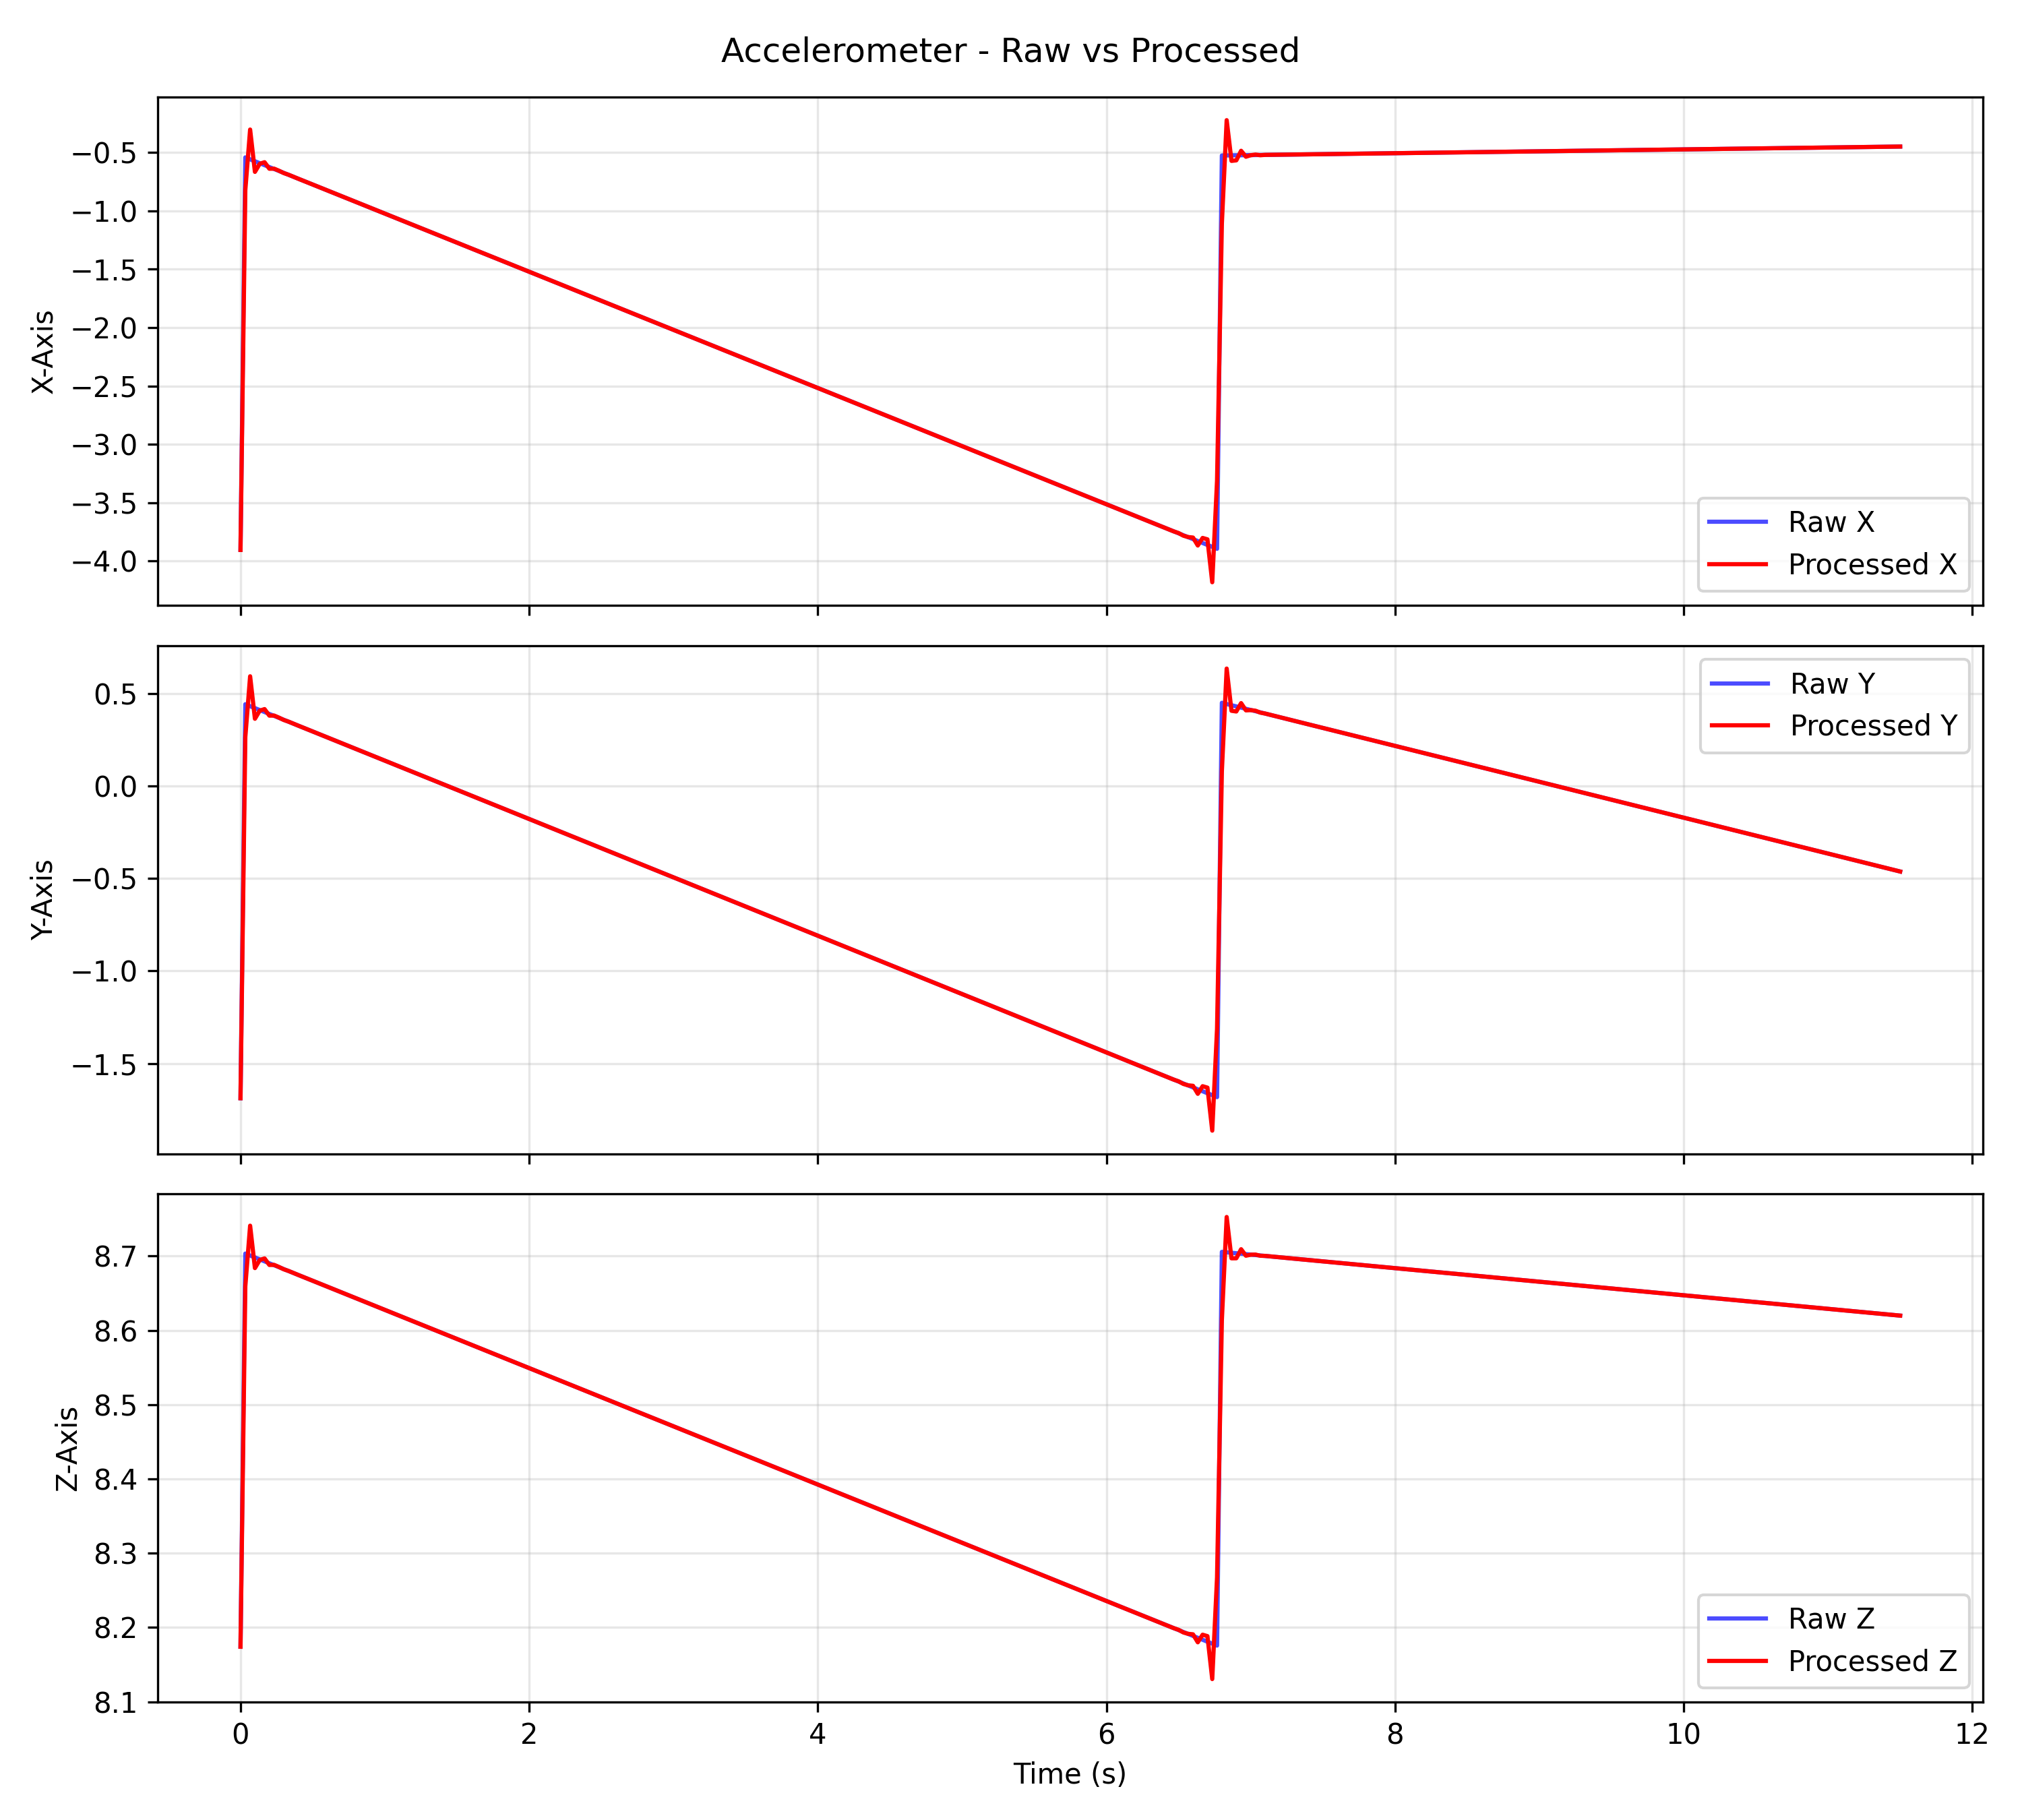 Accelerometer - Raw vs Processed
X-Axis
−0.5
−1.0
−1.5
−2.0
−2.5
−3.0
−3.5
−4.0
Raw X
Processed X
Y-Axis
0.5
0.0
−0.5
−1.0
−1.5
Raw Y
Processed Y
Z-Axis
8.7
8.6
8.5
8.4
8.3
8.2
8.1
Raw Z
Processed Z
0 2 4 6 8 10 12
Time (s)